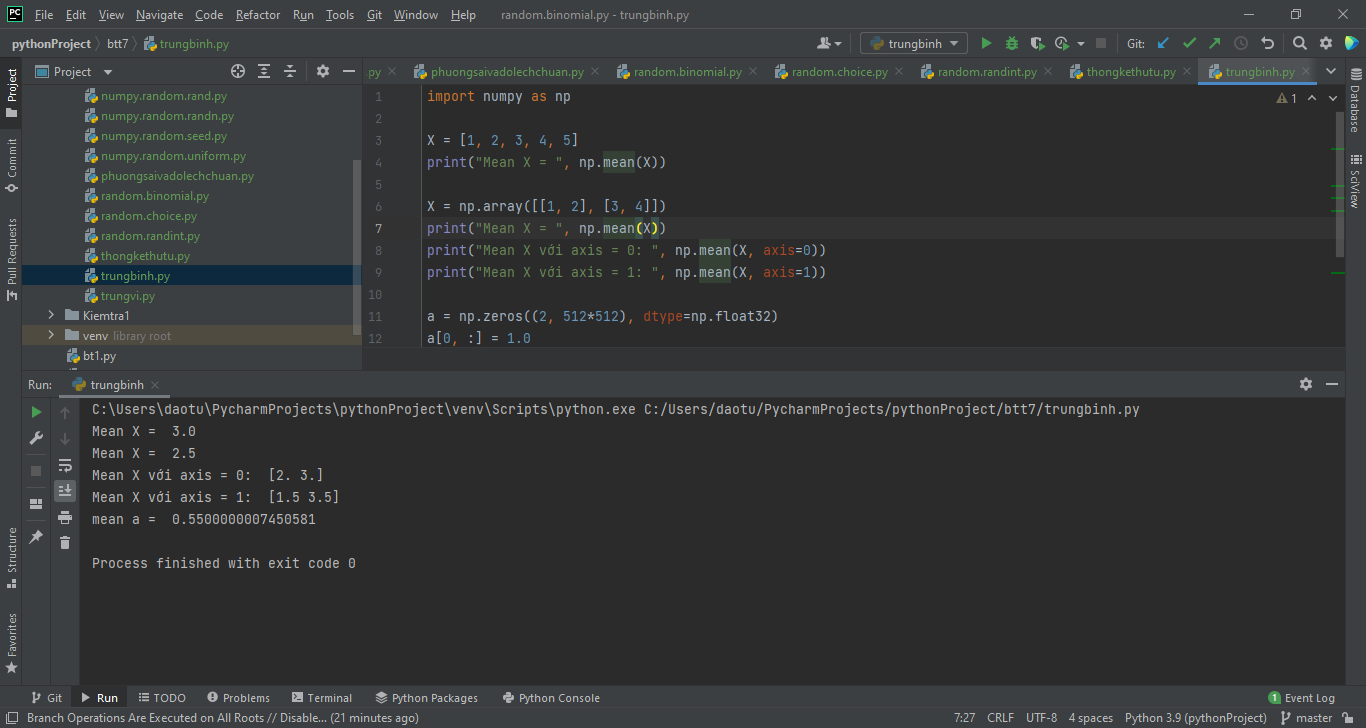 PC File Edit View Navigate Code Refactor Run Tools Git Window Help random.binomial.py - trungbinh.py
pythonProject btt7 trungbinh.py trungbinh Git:
Project .py phuongsaivadolechchuan.py random.binomial.py random.choice.py random.randint.py thongkethutu.py trungbinh.py
Project
Commit
Pull Requests
Structure
Favorites
numpy.random.rand.py
numpy.random.randn.py
numpy.random.seed.py
numpy.random.uniform.py
phuongsaivadolechchuan.py
random.binomial.py
random.choice.py
random.randint.py
thongkethutu.py
trungbinh.py
trungvi.py
Kiemtra1
venv library root
bt1.py
1 import numpy as np
2
3 X = [1, 2, 3, 4, 5]
4 print("Mean X = ", np.mean(X))
5
6 X = np.array([[1, 2], [3, 4]])
7 print("Mean X = ", np.mean(X))
8 print("Mean X với axis = 0: ", np.mean(X, axis=0))
9 print("Mean X với axis = 1: ", np.mean(X, axis=1))
10
11 a = np.zeros((2, 512*512), dtype=np.float32)
12 a[0, :] = 1.0
1
Database
SciView
Run: trungbinh
C:\Users\daotu\PycharmProjects\pythonProject\venv\Scripts\python.exe C:/Users/daotu/PycharmProjects/pythonProject/btt7/trungbinh.py
Mean X =  3.0
Mean X =  2.5
Mean X với axis = 0:  [2. 3.]
Mean X với axis = 1:  [1.5 3.5]
mean a =  0.5500000007450581
Process finished with exit code 0
Git Run TODO Problems Terminal Python Packages Python Console 1 Event Log
Branch Operations Are Executed on All Roots // Disable... (21 minutes ago) 7:27 CRLF UTF-8 4 spaces Python 3.9 (pythonProject) master